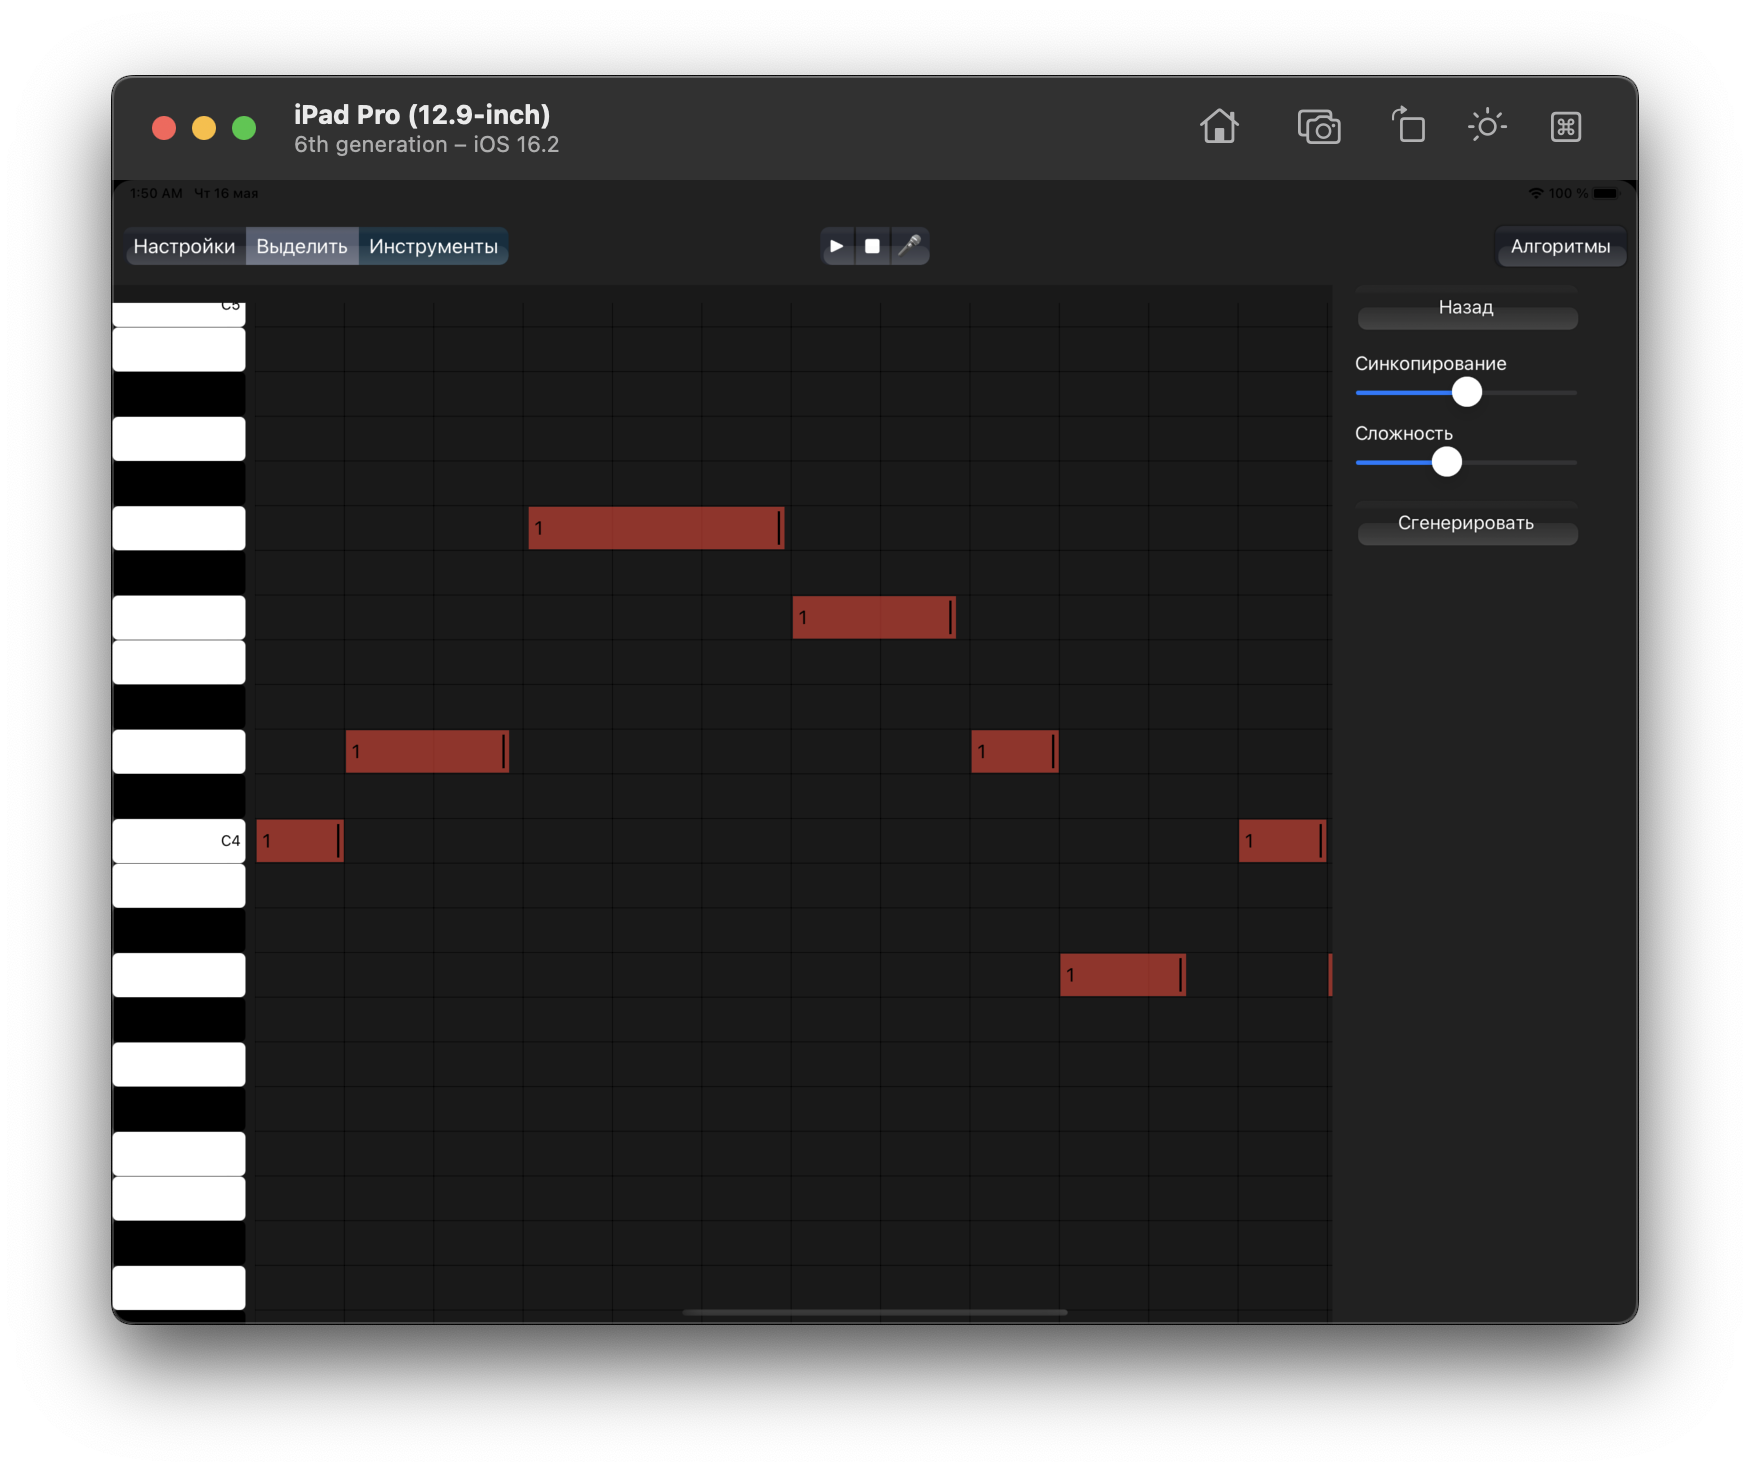 iPad Pro (12.9-inch)
6th generation – iOS 16.2
1:50 AM Чт 16 мая
100 %
Настройки Выделить Инструменты
Алгоритмы
C5
Назад
Синкопирование
Сложность
Сгенерировать
1
1
1
1
C4
1
1
1